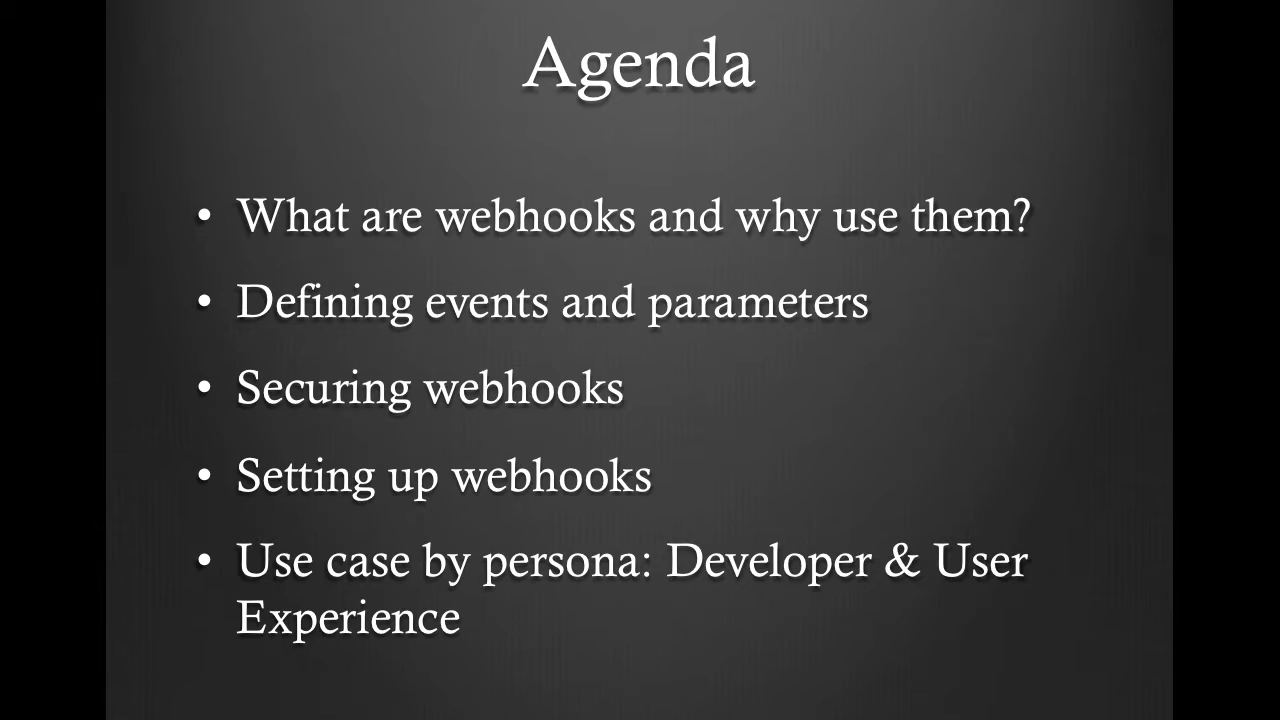 Agenda
• What are webhooks and why use them?
• Defining events and parameters
• Securing webhooks
• Setting up webhooks
• Use case by persona: Developer & User
Experience